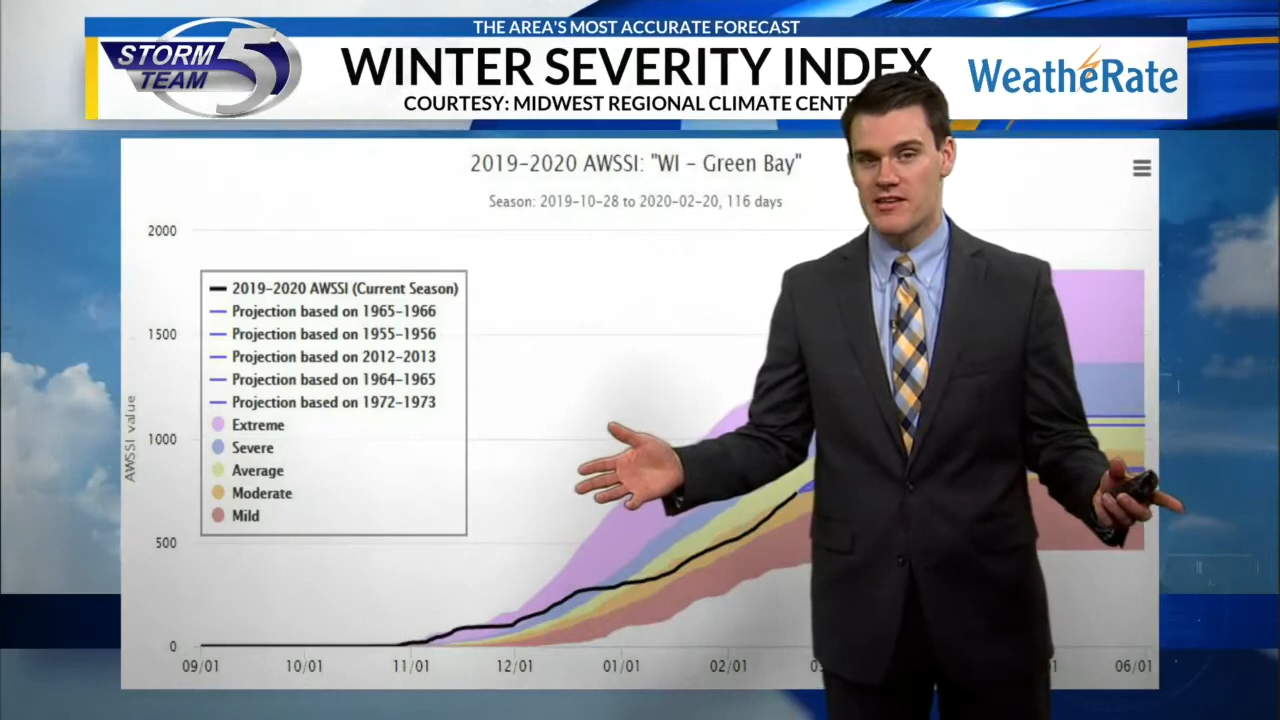 THE AREA'S MOST ACCURATE FORECAST
STORM TEAM 5
WINTER SEVERITY INDEX
WeatheRate
COURTESY: MIDWEST REGIONAL CLIMATE CENTE
2019-2020 AWSSI: "WI - Green Bay"
Season: 2019-10-28 to 2020-02-20, 116 days
2000
1500
1000
500
0
AWSSI value
2019-2020 AWSSI (Current Season)
Projection based on 1965-1966
Projection based on 1955-1956
Projection based on 2012-2013
Projection based on 1964-1965
Projection based on 1972-1973
Extreme
Severe
Average
Moderate
Mild
09/01 10/01 11/01 12/01 01/01 02/01 06/01